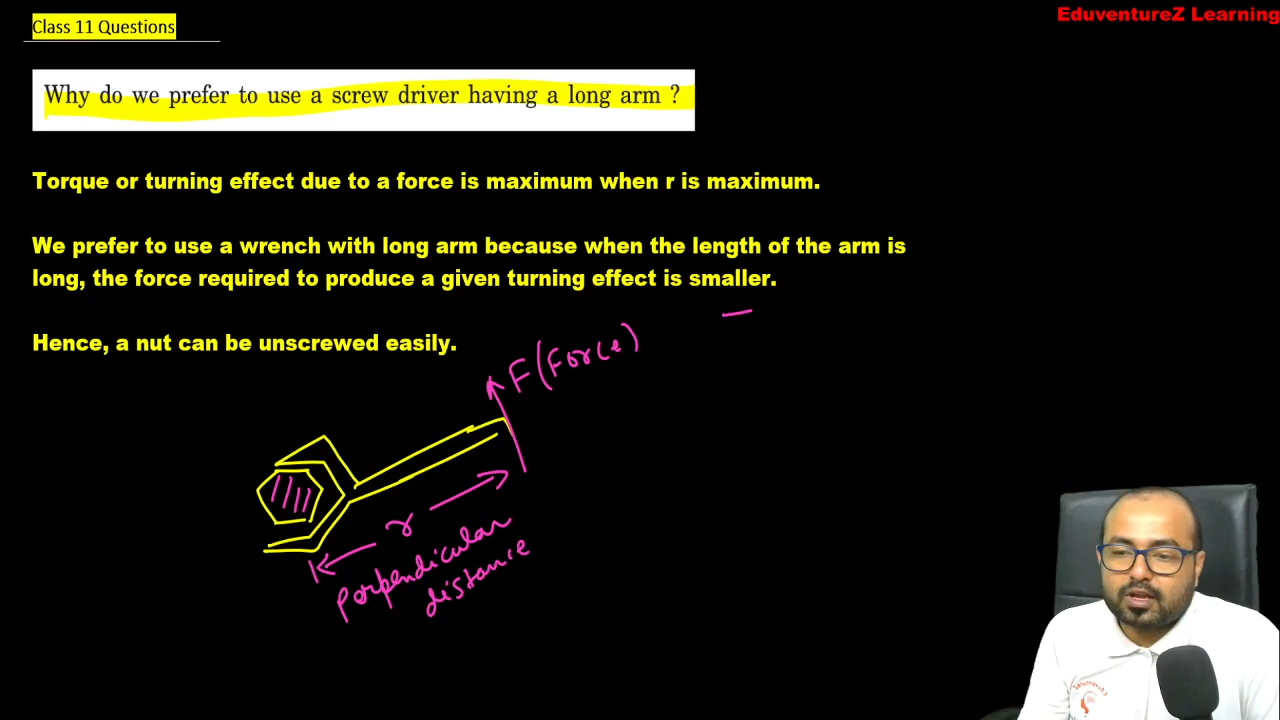 Class 11 Questions
EduventureZ Learning
Why do we prefer to use a screw driver having a long arm ?
Torque or turning effect due to a force is maximum when r is maximum.
We prefer to use a wrench with long arm because when the length of the arm is
long, the force required to produce a given turning effect is smaller.
Hence, a nut can be unscrewed easily.
F(Force)
r
perpendicular
distance